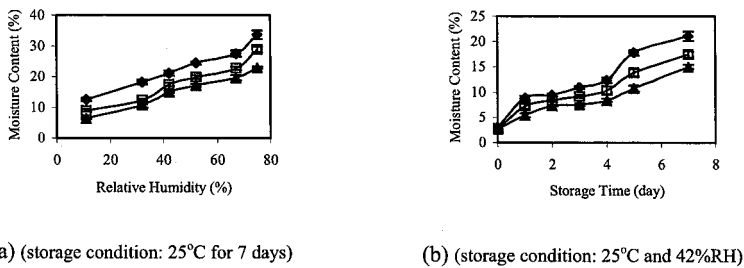 Moisture Content (%)
40
30
20
10
0
0 20 40 60 80
Relative Humidity (%)
a) (storage condition: 25°C for 7 days)
Moisture Content (%)
25
20
15
10
5
0
0 2 4 6 8
Storage Time (day)
(b) (storage condition: 25°C and 42%RH)